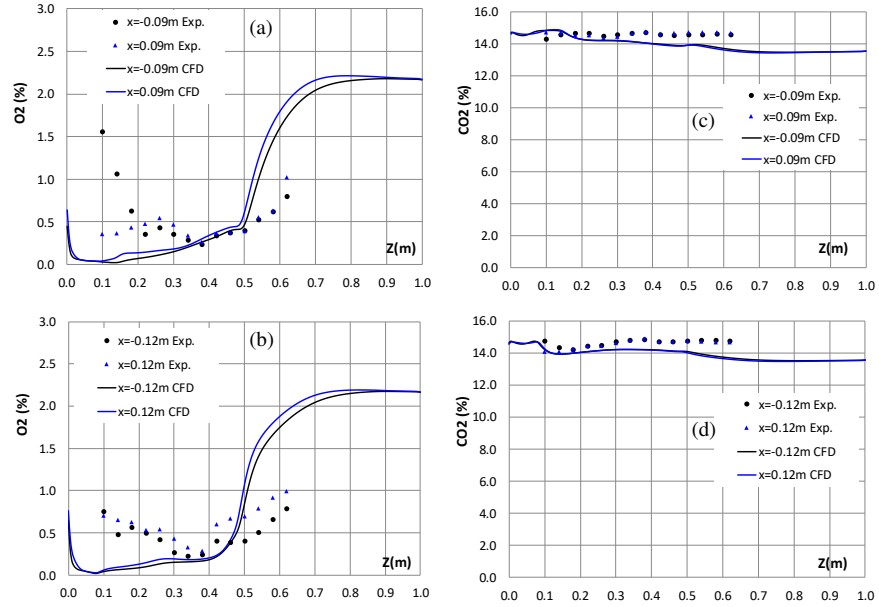 3.0
2.5
2.0
1.5
1.0
0.5
0.0
O2 (%)
x=-0.09m Exp.
x=0.09m Exp.
x=-0.09m CFD
x=0.09m CFD
(a)
Z(m)
0.0 0.1 0.2 0.3 0.4 0.5 0.6 0.7 0.8 0.9 1.0
16.0
14.0
12.0
10.0
8.0
6.0
4.0
2.0
0.0
CO2 (%)
(c)
x=-0.09m Exp.
x=0.09m Exp.
x=-0.09m CFD
x=0.09m CFD
Z(m)
0.0 0.1 0.2 0.3 0.4 0.5 0.6 0.7 0.8 0.9 1.0
3.0
2.5
2.0
1.5
1.0
0.5
0.0
O2 (%)
x=-0.12m Exp.
x=0.12m Exp.
x=-0.12m CFD
x=0.12m CFD
(b)
Z(m)
0.0 0.1 0.2 0.3 0.4 0.5 0.6 0.7 0.8 0.9 1.0
16.0
14.0
12.0
10.0
8.0
6.0
4.0
2.0
0.0
CO2 (%)
(d)
x=-0.12m Exp.
x=0.12m Exp.
x=-0.12m CFD
x=0.12m CFD
Z(m)
0.0 0.1 0.2 0.3 0.4 0.5 0.6 0.7 0.8 0.9 1.0